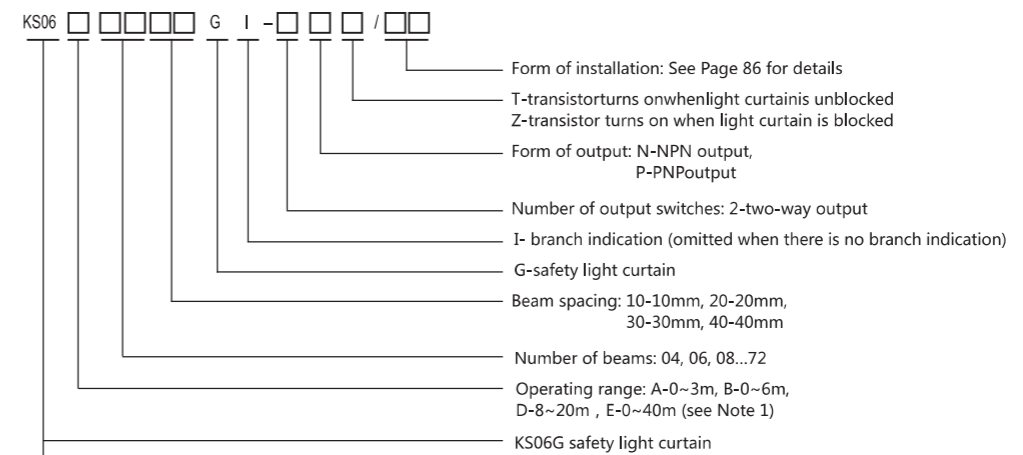 KS06 □ □□□□ G I -□ □ □ / □□
Form of installation: See Page 86 for details
T-transistorturns onwhenlight curtainis unblocked
Z-transistor turns on when light curtain is blocked
Form of output: N-NPN output,
P-PNPoutput
Number of output switches: 2-two-way output
I- branch indication (omitted when there is no branch indication)
G-safety light curtain
Beam spacing: 10-10mm, 20-20mm,
30-30mm, 40-40mm
Number of beams: 04, 06, 08...72
Operating range: A-0~3m, B-0~6m,
D-8~20m , E-0~40m (see Note 1)
KS06G safety light curtain